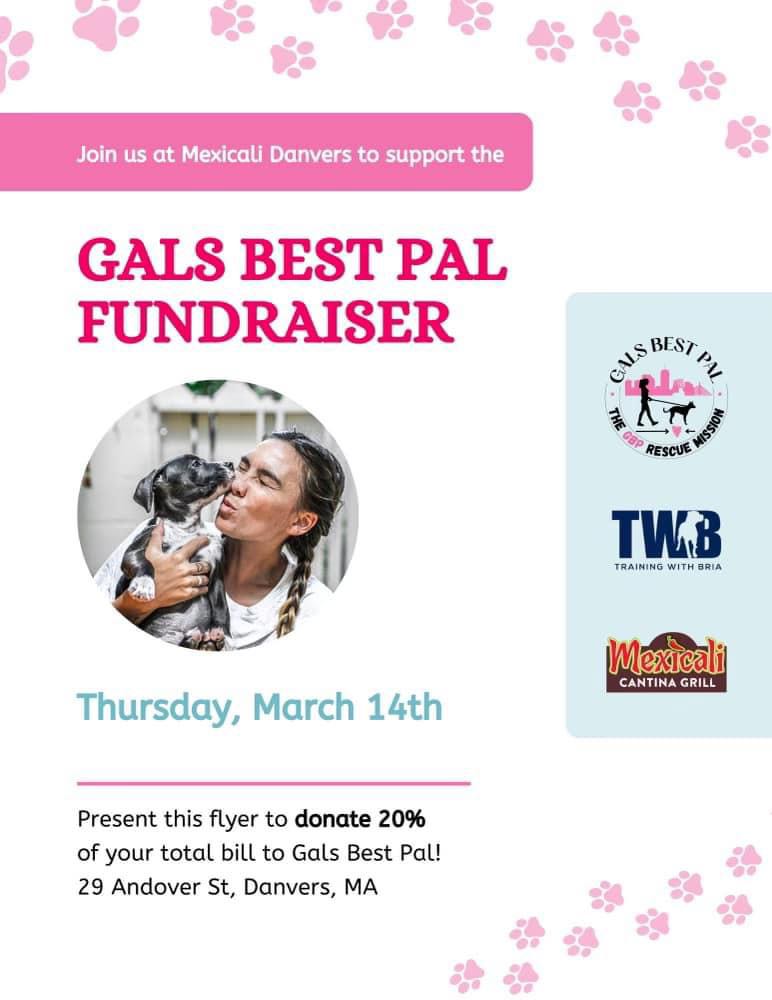 Join us at Mexicali Danvers to support the
GALS BEST PAL
FUNDRAISER
GALS BEST PAL
THE GBP RESCUE MISSION
TWB
TRAINING WITH BRIA
Mexicali
CANTINA GRILL
Thursday, March 14th
Present this flyer to donate 20%
of your total bill to Gals Best Pal!
29 Andover St, Danvers, MA